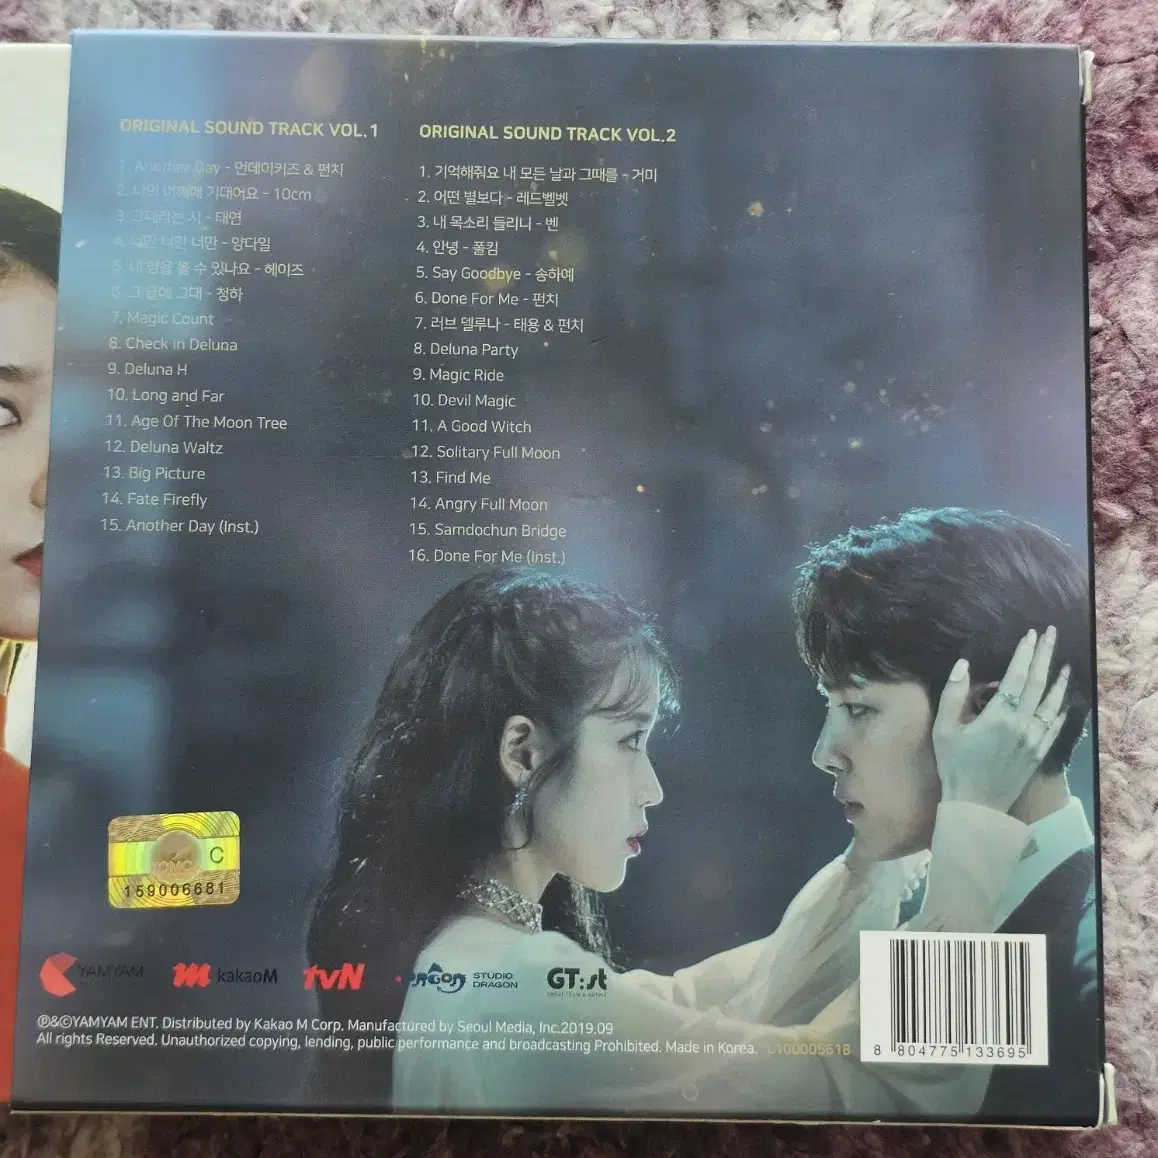 ORIGINAL SOUND TRACK VOL.1
1. Another Day - 먼데이키즈 & 펀치
2. 나의 어깨에 기대어요 - 10cm
3. 그대라는 시 - 태연
4. 너만 너만 너만 - 양다일
5. 내 맘을 볼 수 있나요 - 헤이즈
6. 그 끝에 그대 - 청하
7. Magic Count
8. Check in Deluna
9. Deluna H
10. Long and Far
11. Age Of The Moon Tree
12. Deluna Waltz
13. Big Picture
14. Fate Firefly
15. Another Day (Inst.)
ORIGINAL SOUND TRACK VOL.2
1. 기억해줘요 내 모든 날과 그때를 - 거미
2. 어떤 별보다 - 레드벨벳
3. 내 목소리 들리니 - 벤
4. 안녕 - 폴킴
5. Say Goodbye - 송하예
6. Done For Me - 펀치
7. 러브 델루나 - 태용 & 펀치
8. Deluna Party
9. Magic Ride
10. Devil Magic
11. A Good Witch
12. Solitary Full Moon
13. Find Me
14. Angry Full Moon
15. Samdochun Bridge
16. Done For Me (Inst.)
C
159006681
YAMYAM
kakaoM
tvN
STUDIO
DRAGON
GT:st
℗&©YAMYAM ENT. Distributed by Kakao M Corp. Manufactured by Seoul Media, Inc.2019.09
All rights Reserved. Unauthorized copying, lending, public performance and broadcasting Prohibited. Made in Korea. L100005618
8 804775 133695